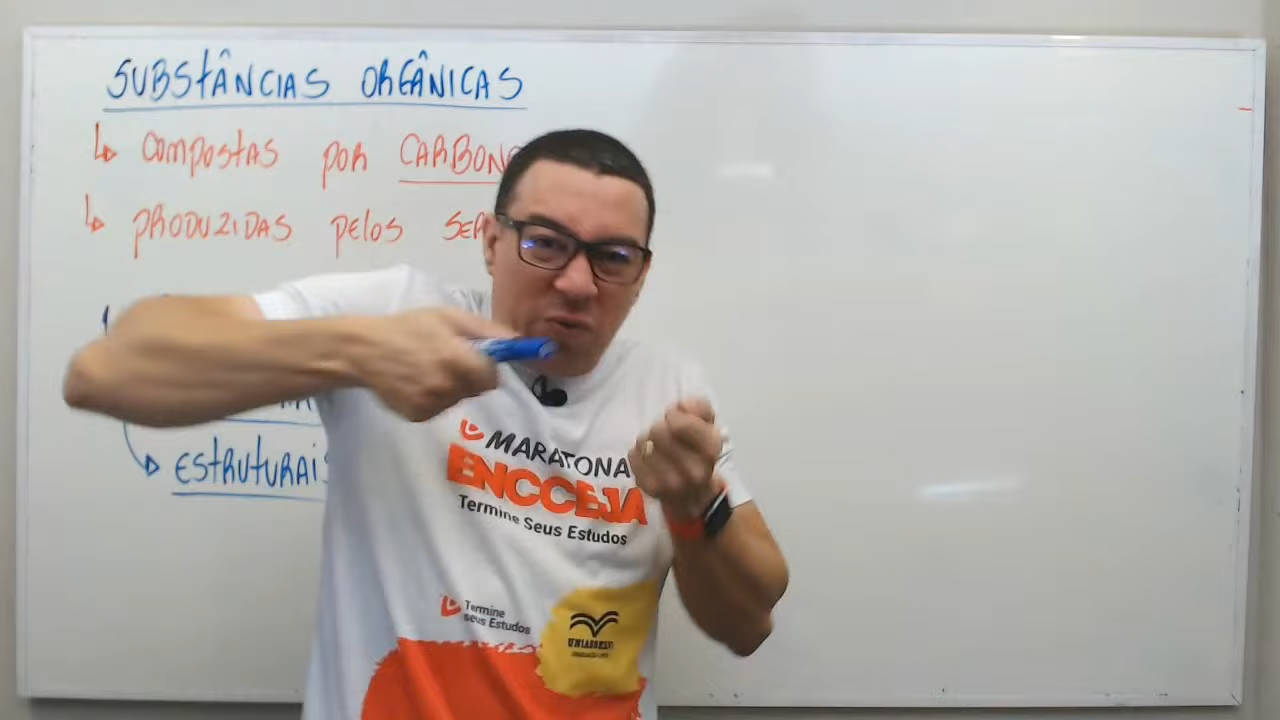 SUBSTÂNCIAS ORGÂNICAS
COMPOSTAS POR CARBONO
PRODUZIDAS PELOS SER
ESTRUTURAIS
MARATONA
ENCCEJA
Termine Seus Estudos
Termine
seus Estudos
UNIASSELVI